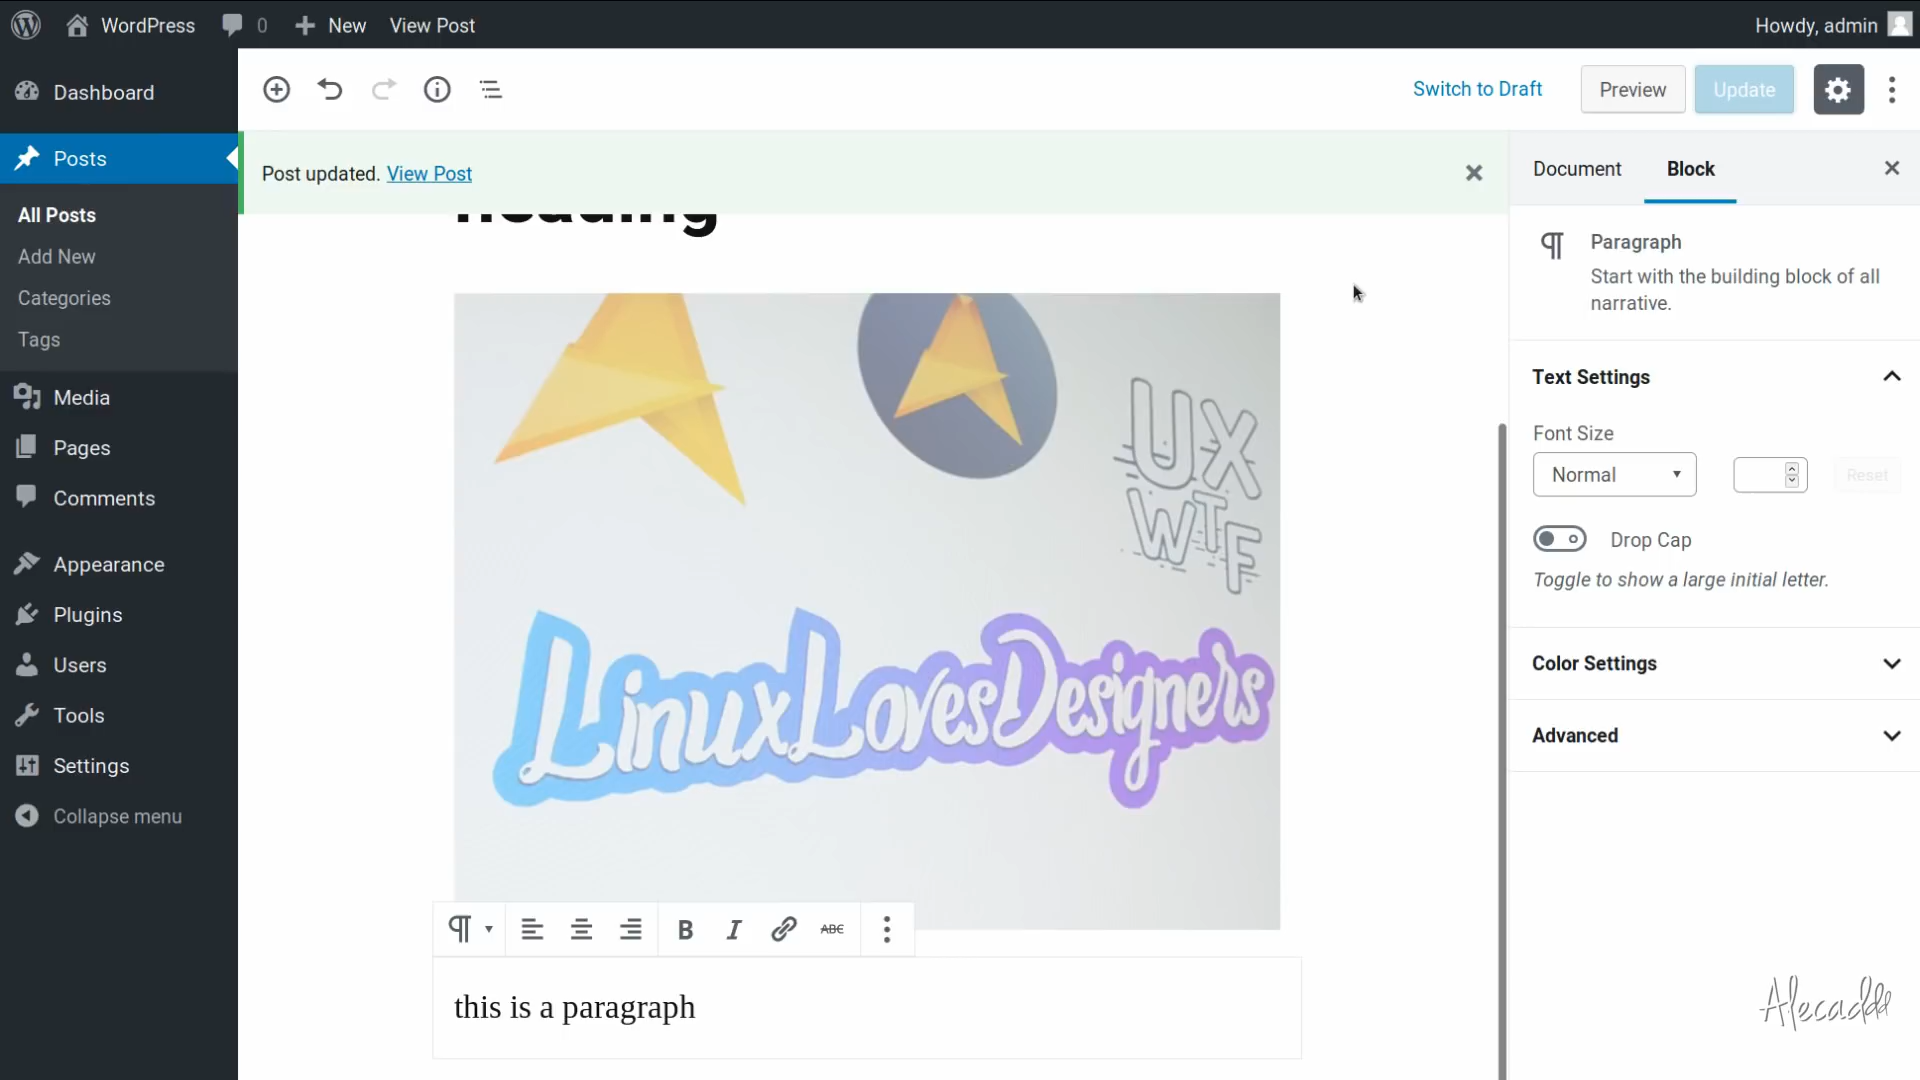 WordPress 0 New View Post Howdy, admin
Dashboard
Posts
All Posts
Add New
Categories
Tags
Media
Pages
Comments
Appearance
Plugins
Users
Tools
Settings
Collapse menu
Switch to Draft Preview Update
Post updated. View Post
heading
UX
WTF
LinuxLovesDesigners
ABC
this is a paragraph
Document Block
Paragraph
Start with the building block of all
narrative.
Text Settings
Font Size
Normal Reset
Drop Cap
Toggle to show a large initial letter.
Color Settings
Advanced
Alecaddd